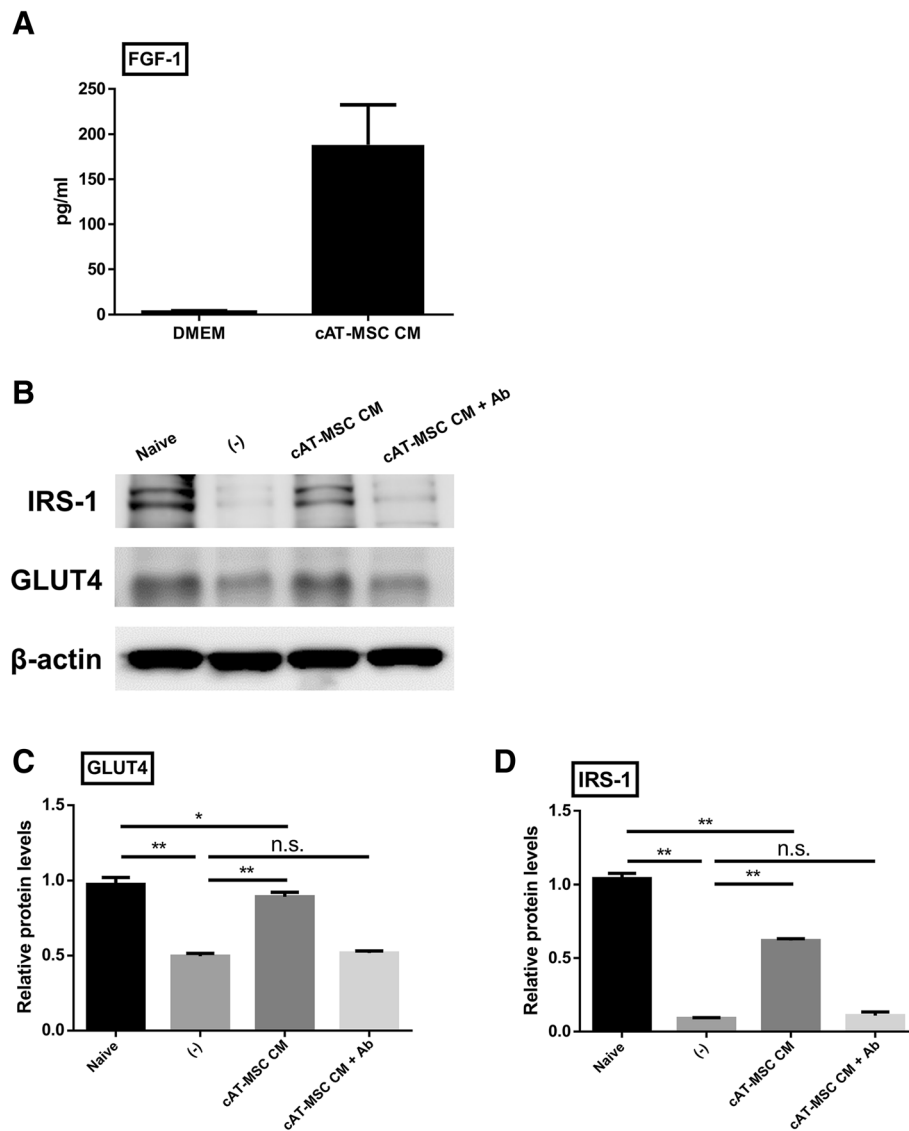 A
FGF-1
250
200
150
100
50
0
pg/ml
DMEM
cAT-MSC CM
B
Naive
(-)
cAT-MSC CM
cAT-MSC CM + Ab
IRS-1
GLUT4
β-actin
C
GLUT4
1.5
1.0
0.5
0.0
Relative protein levels
*
**
n.s.
**
Naive
(-)
cAT-MSC CM
cAT-MSC CM + Ab
D
IRS-1
1.5
1.0
0.5
0.0
Relative protein levels
**
**
n.s.
**
Naive
(-)
cAT-MSC CM
cAT-MSC CM + Ab